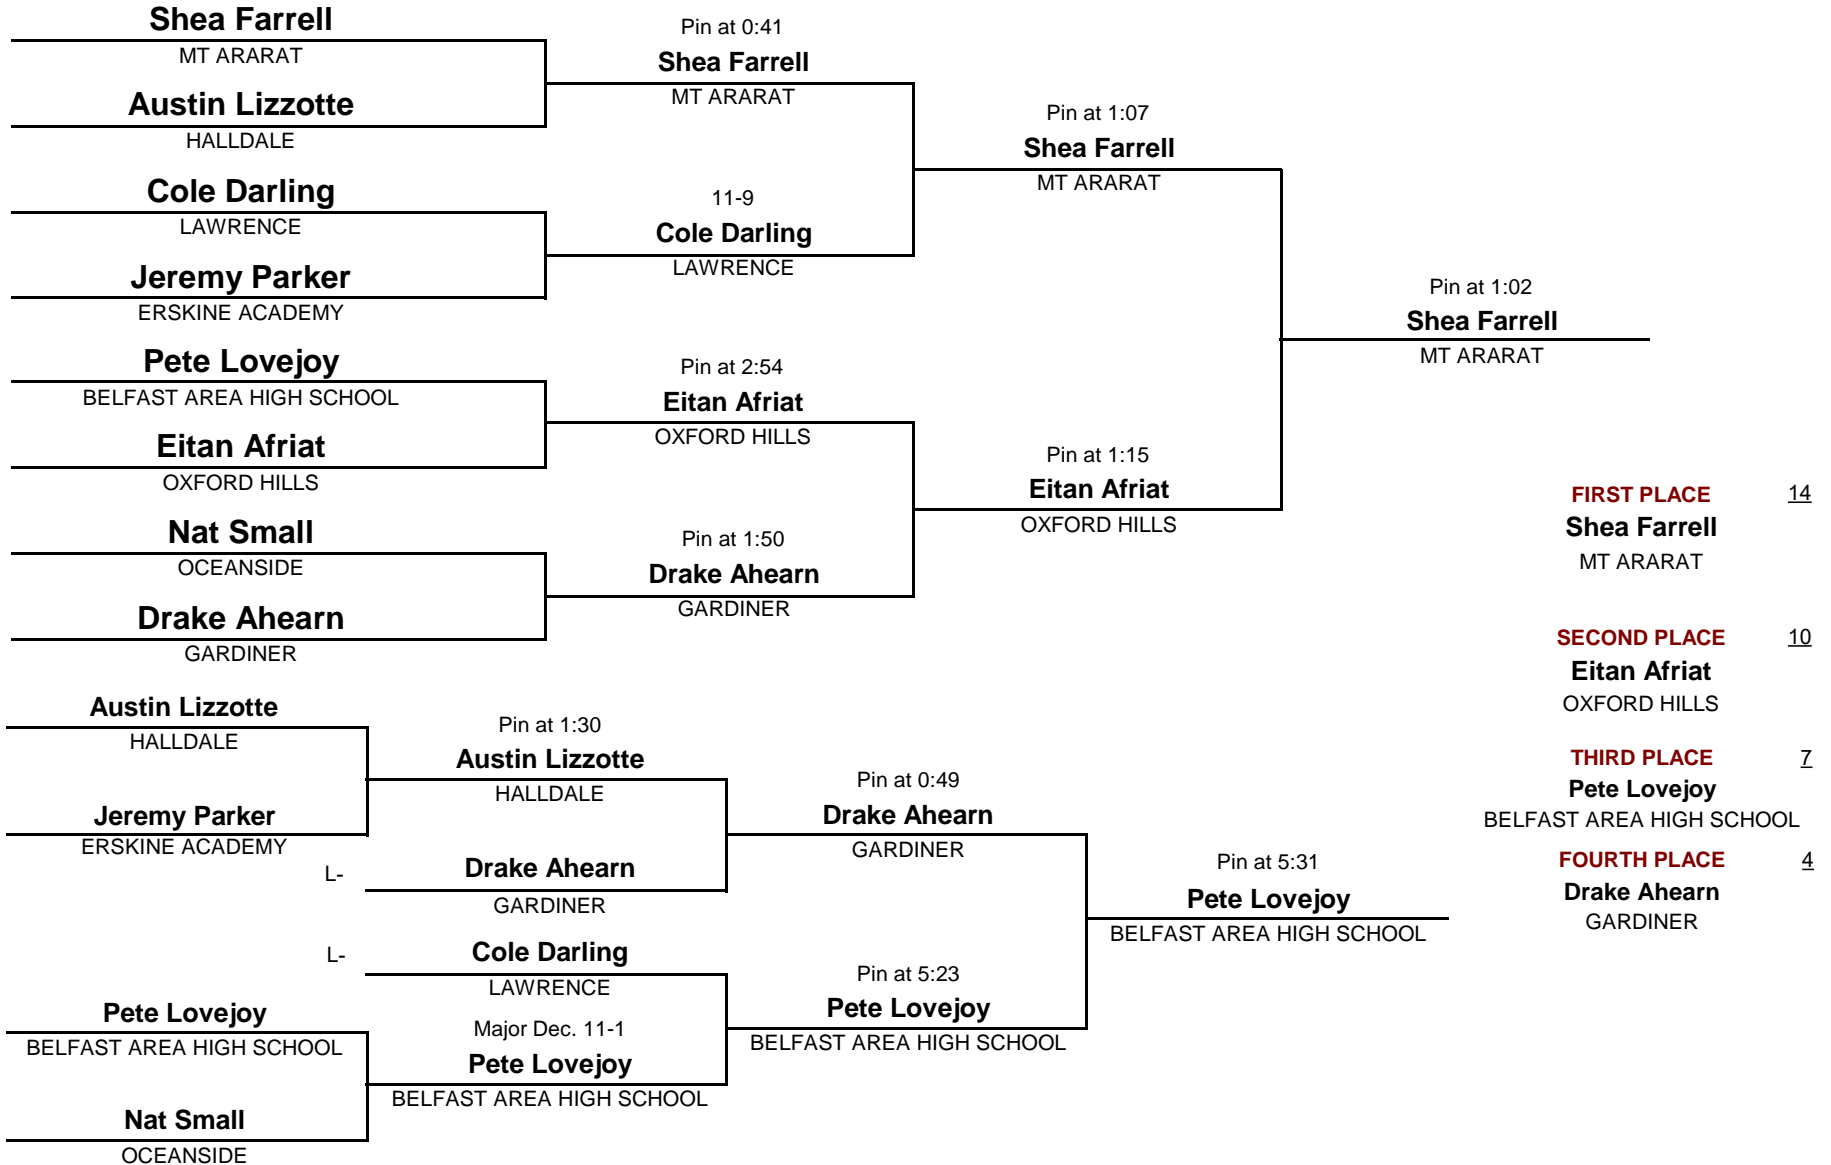 Shea Farrell
MT ARARAT
Austin Lizzotte
HALLDALE
Cole Darling
LAWRENCE
Jeremy Parker
ERSKINE ACADEMY
Pete Lovejoy
BELFAST AREA HIGH SCHOOL
Eitan Afriat
OXFORD HILLS
Nat Small
OCEANSIDE
Drake Ahearn
GARDINER
Pin at 0:41
Shea Farrell
MT ARARAT
11-9
Cole Darling
LAWRENCE
Pin at 2:54
Eitan Afriat
OXFORD HILLS
Pin at 1:50
Drake Ahearn
GARDINER
Pin at 1:07
Shea Farrell
MT ARARAT
Pin at 1:15
Eitan Afriat
OXFORD HILLS
Pin at 1:02
Shea Farrell
MT ARARAT
FIRST PLACE 14
Shea Farrell
MT ARARAT
SECOND PLACE 10
Eitan Afriat
OXFORD HILLS
THIRD PLACE 7
Pete Lovejoy
BELFAST AREA HIGH SCHOOL
FOURTH PLACE 4
Drake Ahearn
GARDINER
Austin Lizzotte
HALLDALE
Jeremy Parker
ERSKINE ACADEMY
Pete Lovejoy
BELFAST AREA HIGH SCHOOL
Nat Small
OCEANSIDE
Pin at 1:30
Austin Lizzotte
HALLDALE
L- Drake Ahearn
GARDINER
L- Cole Darling
LAWRENCE
Major Dec. 11-1
Pete Lovejoy
BELFAST AREA HIGH SCHOOL
Pin at 0:49
Drake Ahearn
GARDINER
Pin at 5:23
Pete Lovejoy
BELFAST AREA HIGH SCHOOL
Pin at 5:31
Pete Lovejoy
BELFAST AREA HIGH SCHOOL